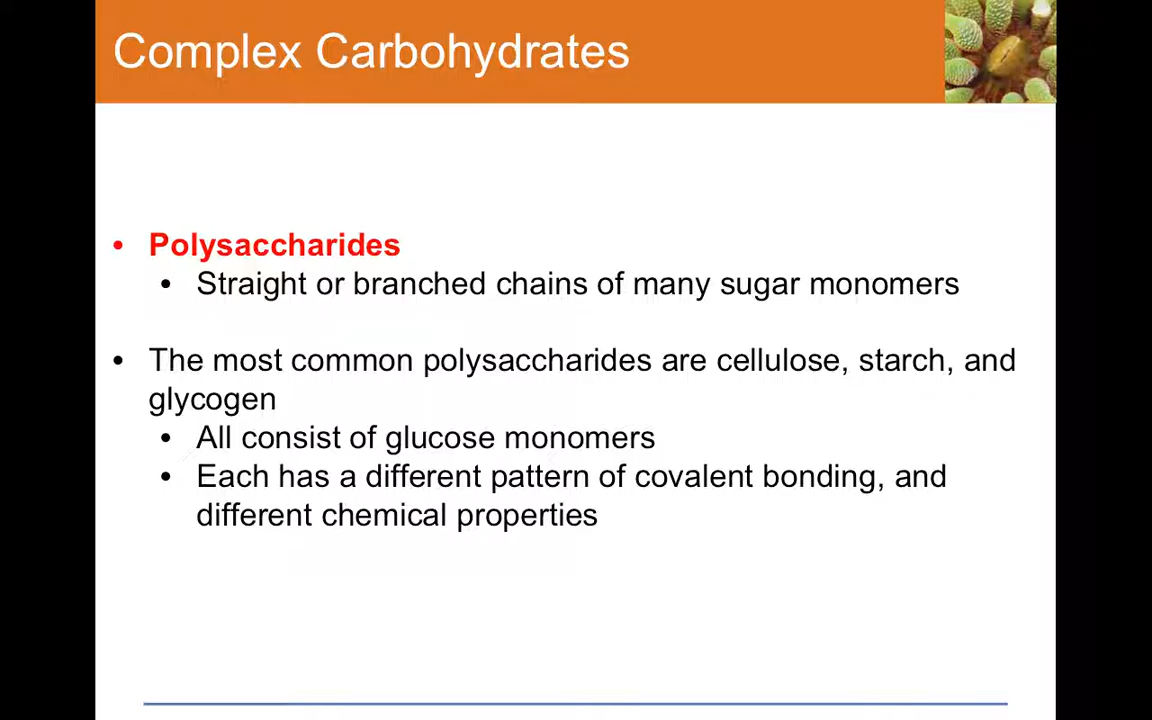 Complex Carbohydrates
• Polysaccharides
• Straight or branched chains of many sugar monomers
• The most common polysaccharides are cellulose, starch, and
glycogen
• All consist of glucose monomers
• Each has a different pattern of covalent bonding, and
different chemical properties